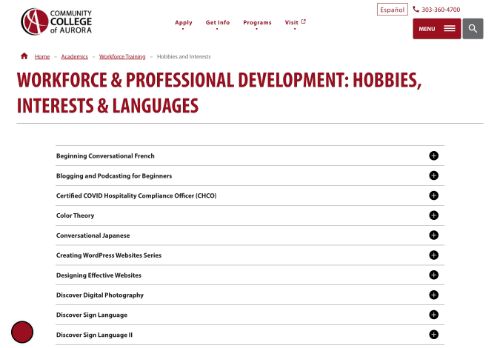 COMMUNITY
COLLEGE
of AURORA
Español
303-360-4700
Apply
Get Info
Programs
Visit
MENU
Home – Academics – Workforce Training – Hobbies and Interests
WORKFORCE & PROFESSIONAL DEVELOPMENT: HOBBIES,
INTERESTS & LANGUAGES
Beginning Conversational French
Blogging and Podcasting for Beginners
Certified COVID Hospitality Compliance Officer (CHCO)
Color Theory
Conversational Japanese
Creating WordPress Websites Series
Designing Effective Websites
Discover Digital Photography
Discover Sign Language
Discover Sign Language II